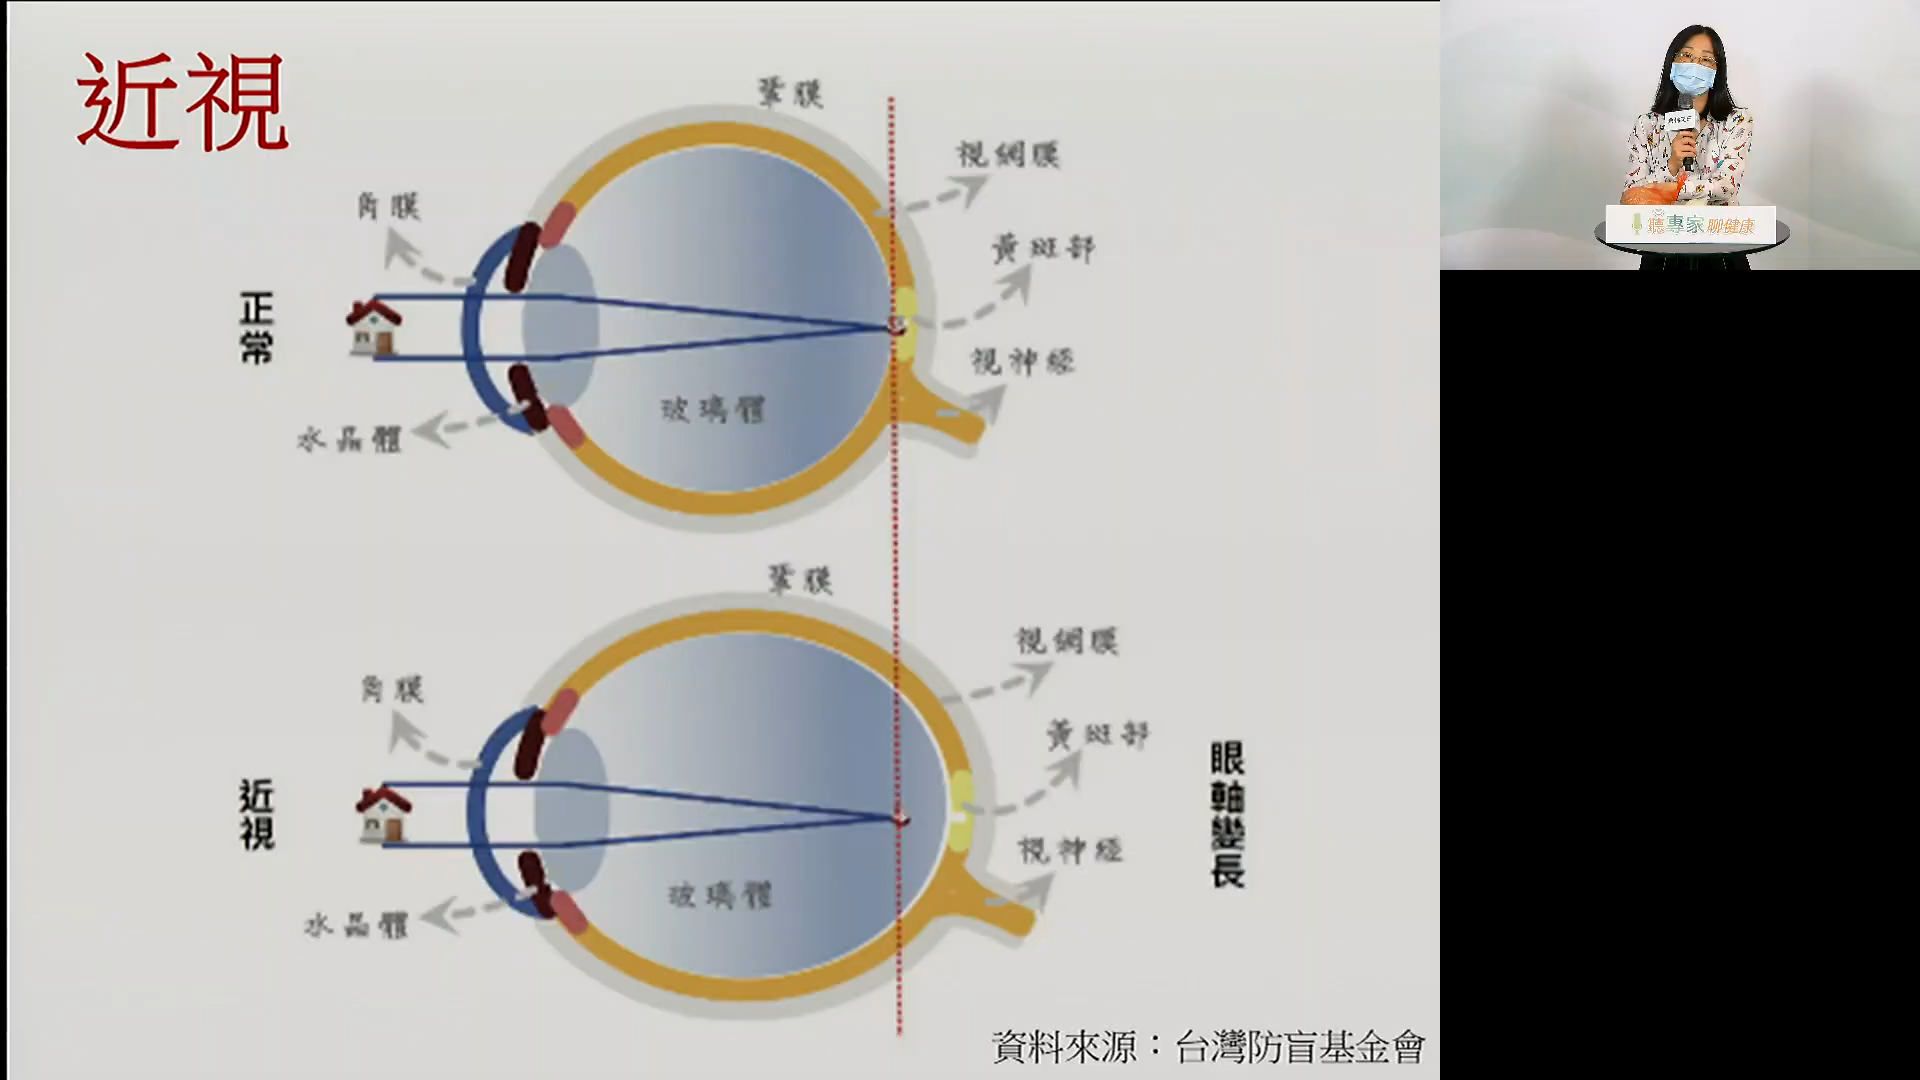 近視
鞏膜
視網膜
角膜
黃斑部
正常
視神經
玻璃體
水晶體
鞏膜
視網膜
角膜
黃斑部
近視
眼軸變長
視神經
玻璃體
水晶體
資料來源：台灣防盲基金會
聽專家聊健康